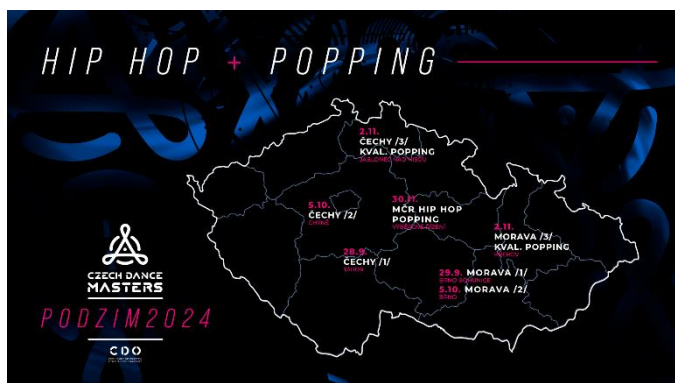 HIP HOP + POPPING
2.11.
ČECHY /3/
KVAL. POPPING
JABLONEC NAD NISOU
5.10.
ČECHY /2/
CHÝNĚ
30.11.
MČR HIP HOP
POPPING
2.11.
MORAVA /3/
KVAL. POPPING
28.9.
ČECHY /1/
TÁBOR
29.9. MORAVA /1/
BRNO BOHUNICE
5.10. MORAVA /2/
BRNO
CZECH DANCE
MASTERS
PODZIM2024
CDO